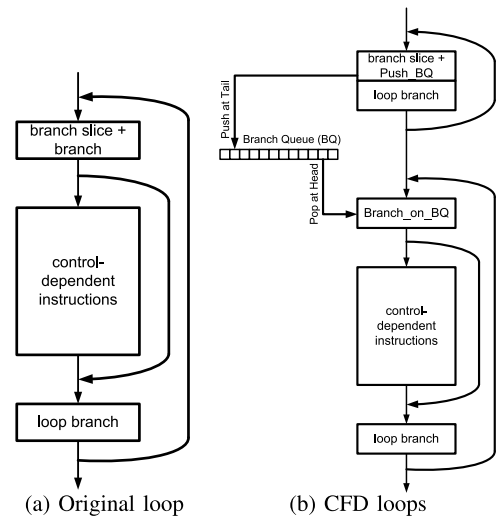 branch slice +
branch
control-
dependent
instructions
loop branch
(a) Original loop
branch slice +
Push_BQ
loop branch
Push at Tail
Branch Queue (BQ)
Pop at Head
Branch_on_BQ
control-
dependent
instructions
loop branch
(b) CFD loops